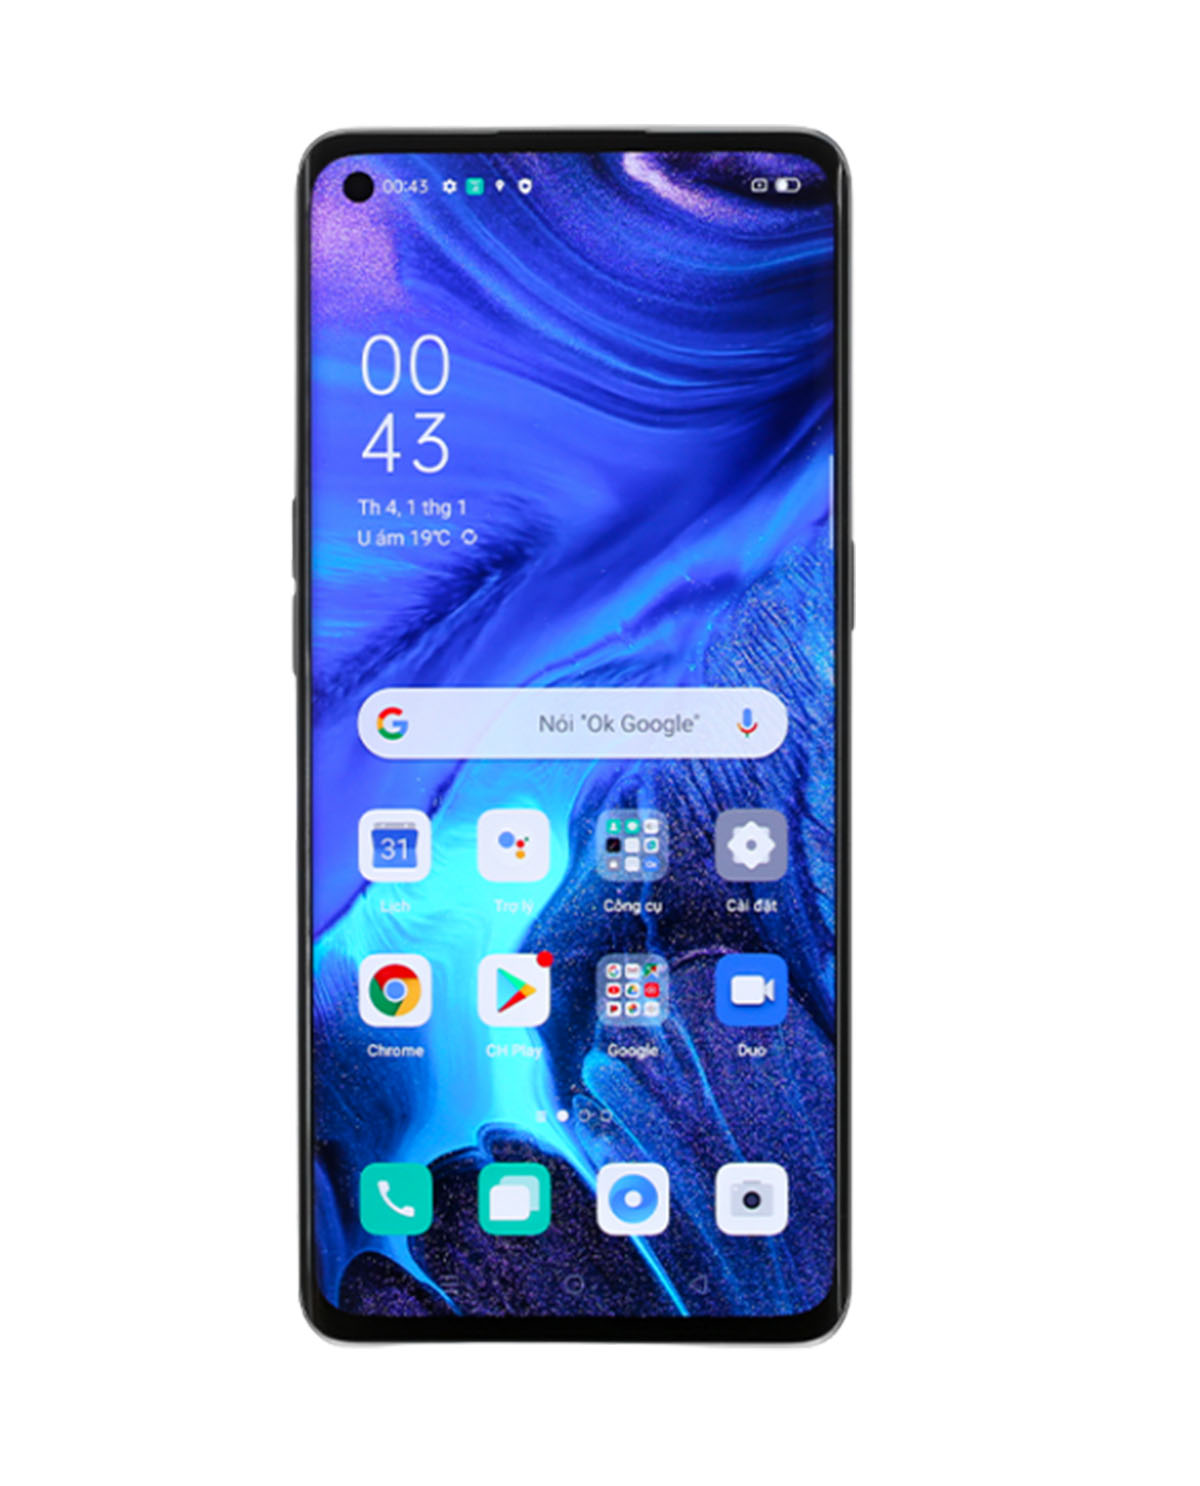 00:43
00
43
Th 4, 1 thg 1
U ám 19°C
Nói "Ok Google"
31
Lịch
Trợ lý
Công cụ
Cài đặt
Chrome
CH Play
Google
Duo